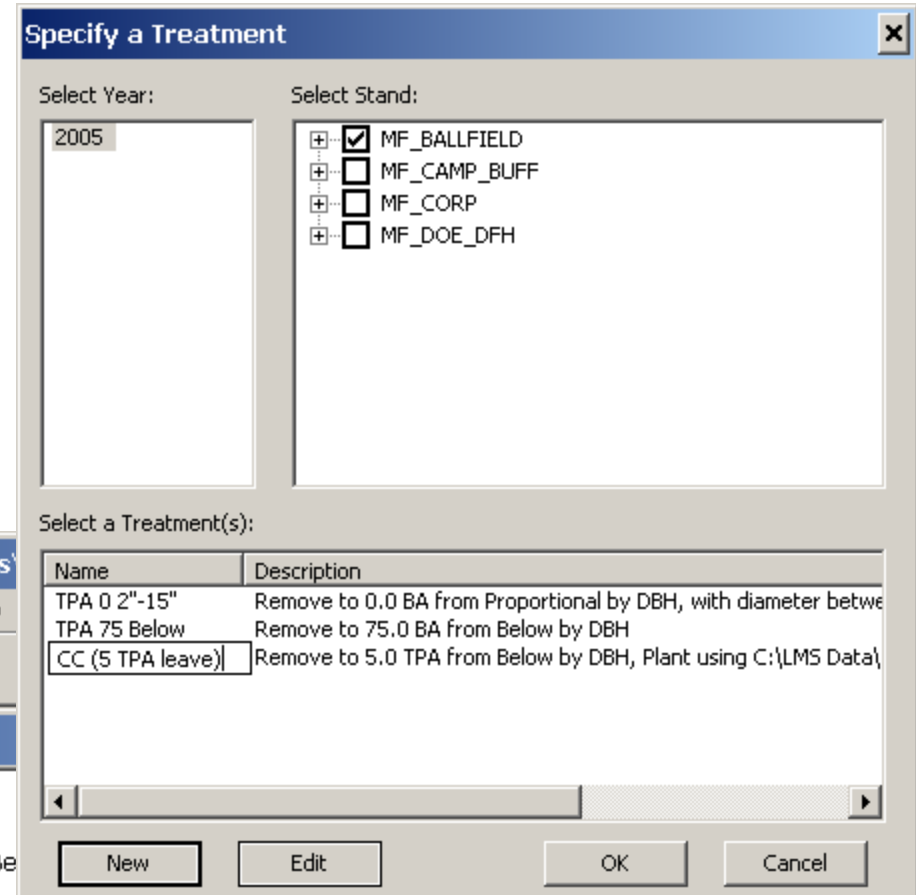 Specify a Treatment
Select Year:
Select Stand:
2005
MF_BALLFIELD
MF_CAMP_BUFF
MF_CORP
MF_DOE_DFH
Select a Treatment(s):
Name Description
TPA 0 2"-15" Remove to 0.0 BA from Proportional by DBH, with diameter betwe
TPA 75 Below Remove to 75.0 BA from Below by DBH
CC (5 TPA leave) Remove to 5.0 TPA from Below by DBH, Plant using C:\LMS Data\
New Edit OK Cancel